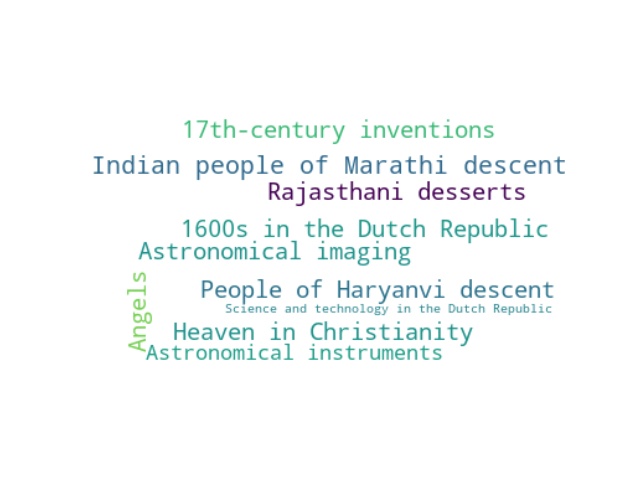 17th-century inventions
Indian people of Marathi descent
Rajasthani desserts
1600s in the Dutch Republic
Astronomical imaging
Angels
People of Haryanvi descent
Science and technology in the Dutch Republic
Heaven in Christianity
Astronomical instruments